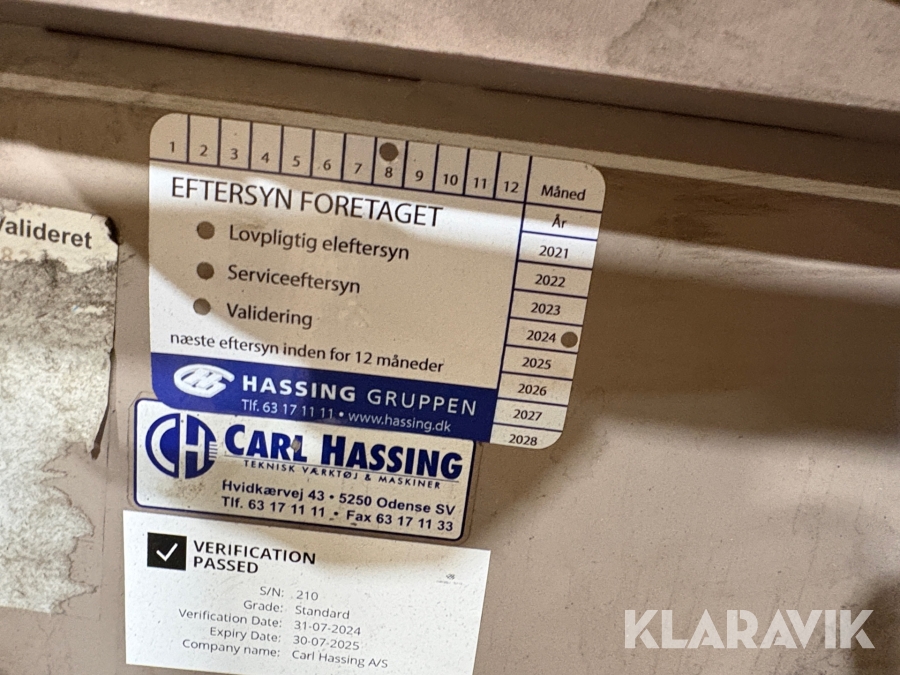 1 2 3 4 5 6 7 8 9 10 11 12 Måned
EFTERSYN FORETAGET
År
Lovpligtig eleftersyn
2021
Serviceeftersyn
2022
Validering
2023
næste eftersyn inden for 12 måneder
2024
2025
2026
2027
2028
HASSING GRUPPEN
Tlf. 63 17 11 11 • www.hassing.dk
CH CARL HASSING
TEKNISK VÆRKTØJ & MASKINER
Hvidkærvej 43 • 5250 Odense SV
Tlf. 63 17 11 11 • Fax 63 17 11 33
VERIFICATION
PASSED
S/N: 210
Grade: Standard
Verification Date: 31-07-2024
Expiry Date: 30-07-2025
Company name: Carl Hassing A/S
Valideret
KLARAVIK